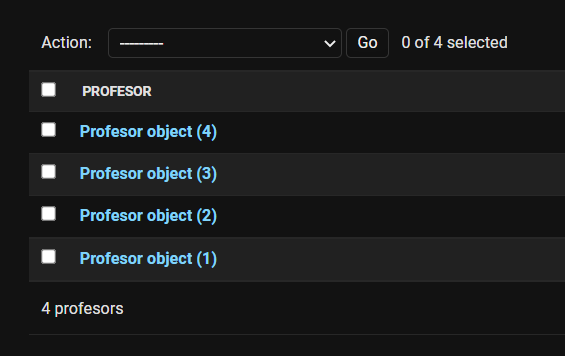 Action: --------- Go 0 of 4 selected
PROFESOR
Profesor object (4)
Profesor object (3)
Profesor object (2)
Profesor object (1)
4 profesors